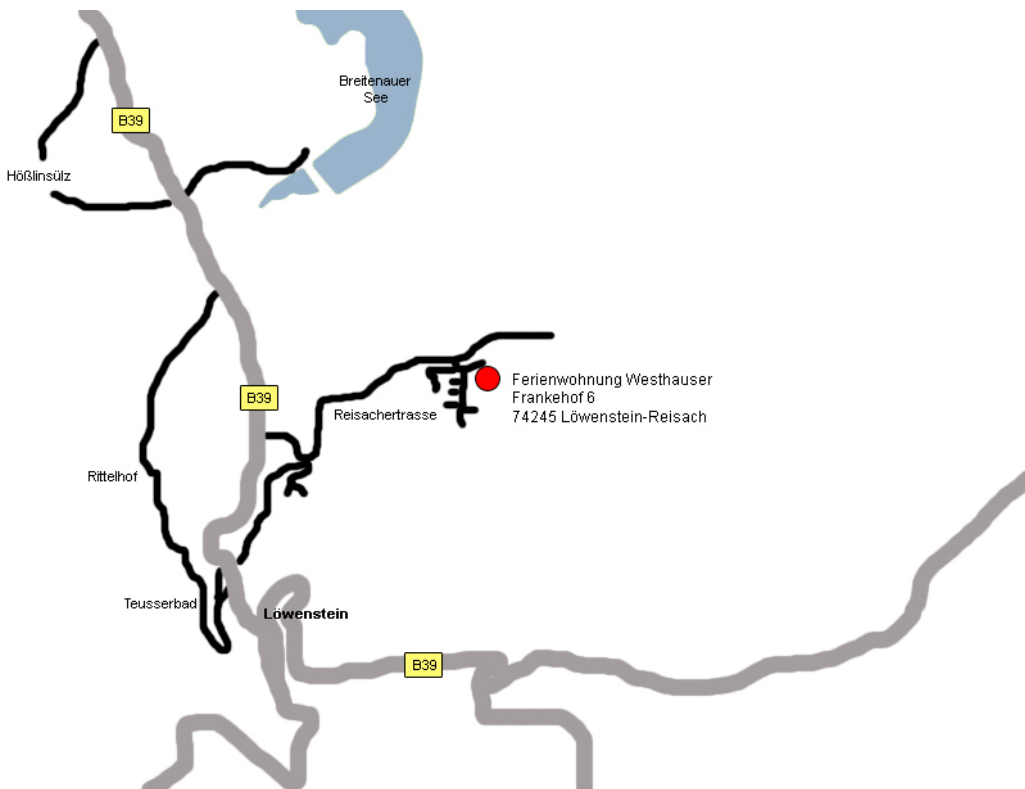 Breitenauer
See
B39
Hößlinsülz
Ferienwohnung Westhauser
Frankehof 6
74245 Löwenstein-Reisach
B39
Reisachertrasse
Rittelhof
Teusserbad
Löwenstein
B39